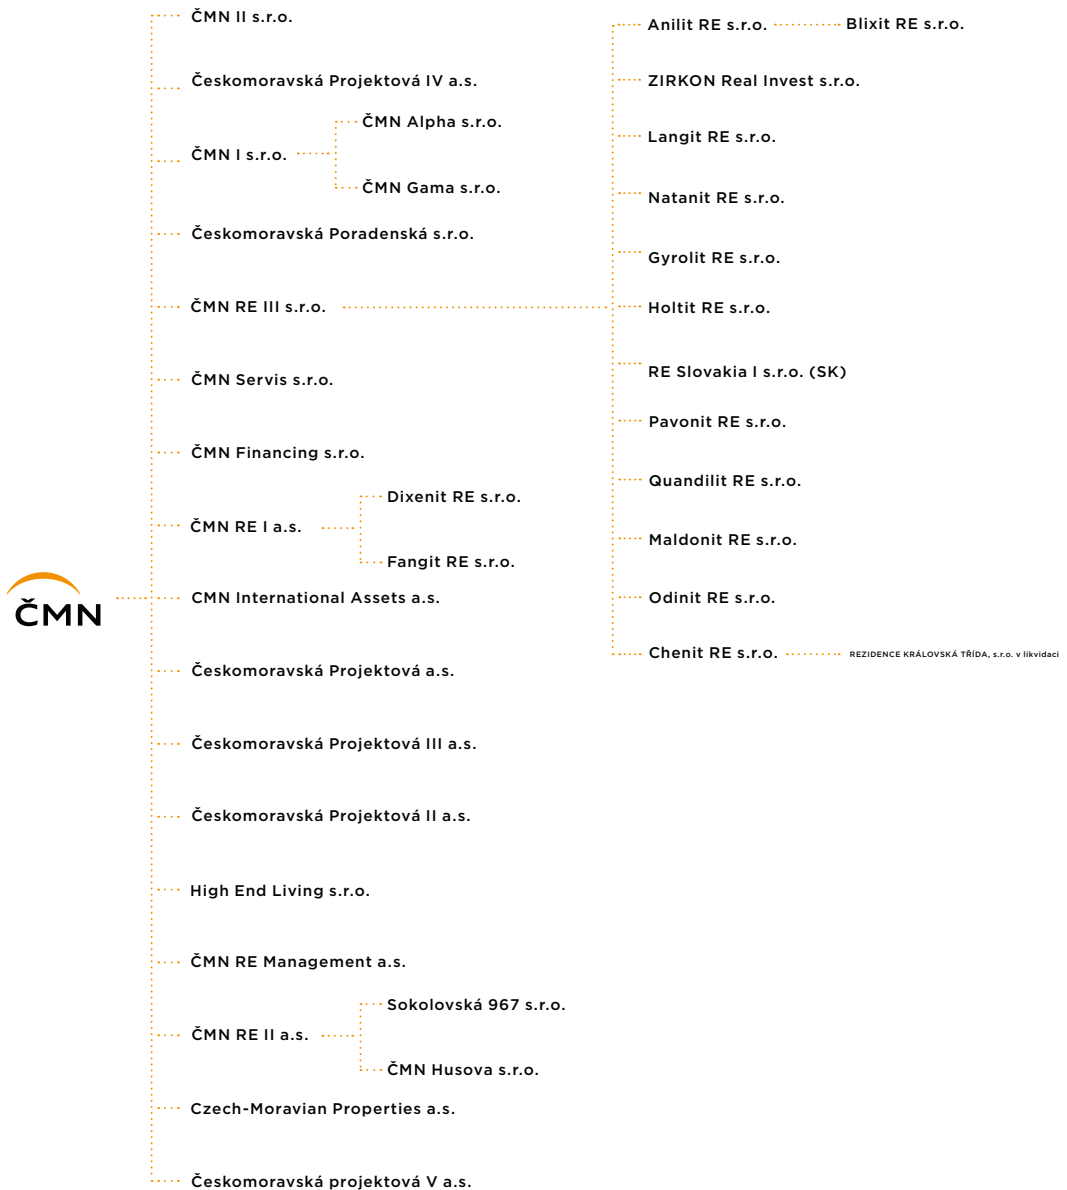 ČMN
ČMN II s.r.o.
Českomoravská Projektová IV a.s.
ČMN I s.r.o.
ČMN Alpha s.r.o.
ČMN Gama s.r.o.
Českomoravská Poradenská s.r.o.
ČMN RE III s.r.o.
Anilit RE s.r.o.
Blixit RE s.r.o.
ZIRKON Real Invest s.r.o.
Langit RE s.r.o.
Natanit RE s.r.o.
Gyrolit RE s.r.o.
Holtit RE s.r.o.
RE Slovakia I s.r.o. (SK)
Pavonit RE s.r.o.
Quandilit RE s.r.o.
Maldonit RE s.r.o.
Odinit RE s.r.o.
Chenit RE s.r.o.
REZIDENCE KRÁLOVSKÁ TŘÍDA, s.r.o. v likvidaci
ČMN Servis s.r.o.
ČMN Financing s.r.o.
ČMN RE I a.s.
Dixenit RE s.r.o.
Fangit RE s.r.o.
CMN International Assets a.s.
Českomoravská Projektová a.s.
Českomoravská Projektová III a.s.
Českomoravská Projektová II a.s.
High End Living s.r.o.
ČMN RE Management a.s.
ČMN RE II a.s.
Sokolovská 967 s.r.o.
ČMN Husova s.r.o.
Czech-Moravian Properties a.s.
Českomoravská projektová V a.s.